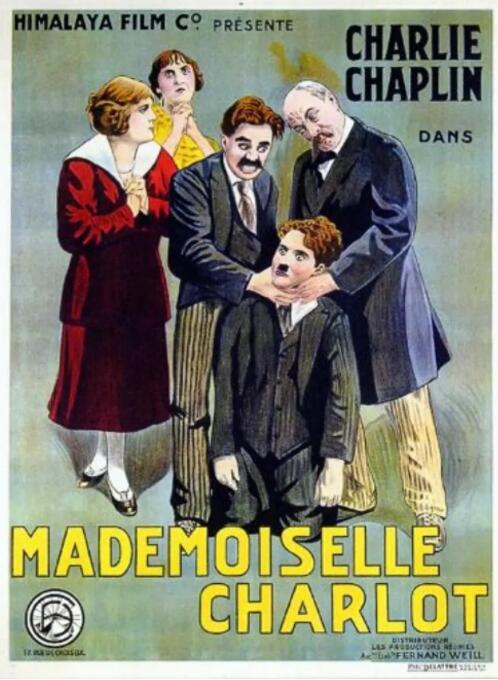 HIMALAYA FILM Cº PRÉSENTE
CHARLIE
CHAPLIN
DANS
MADEMOISELLE
CHARLOT
DISTRIBUTEUR
LES PRODUCTIONS RÉUNIES
FERNAND WEILL